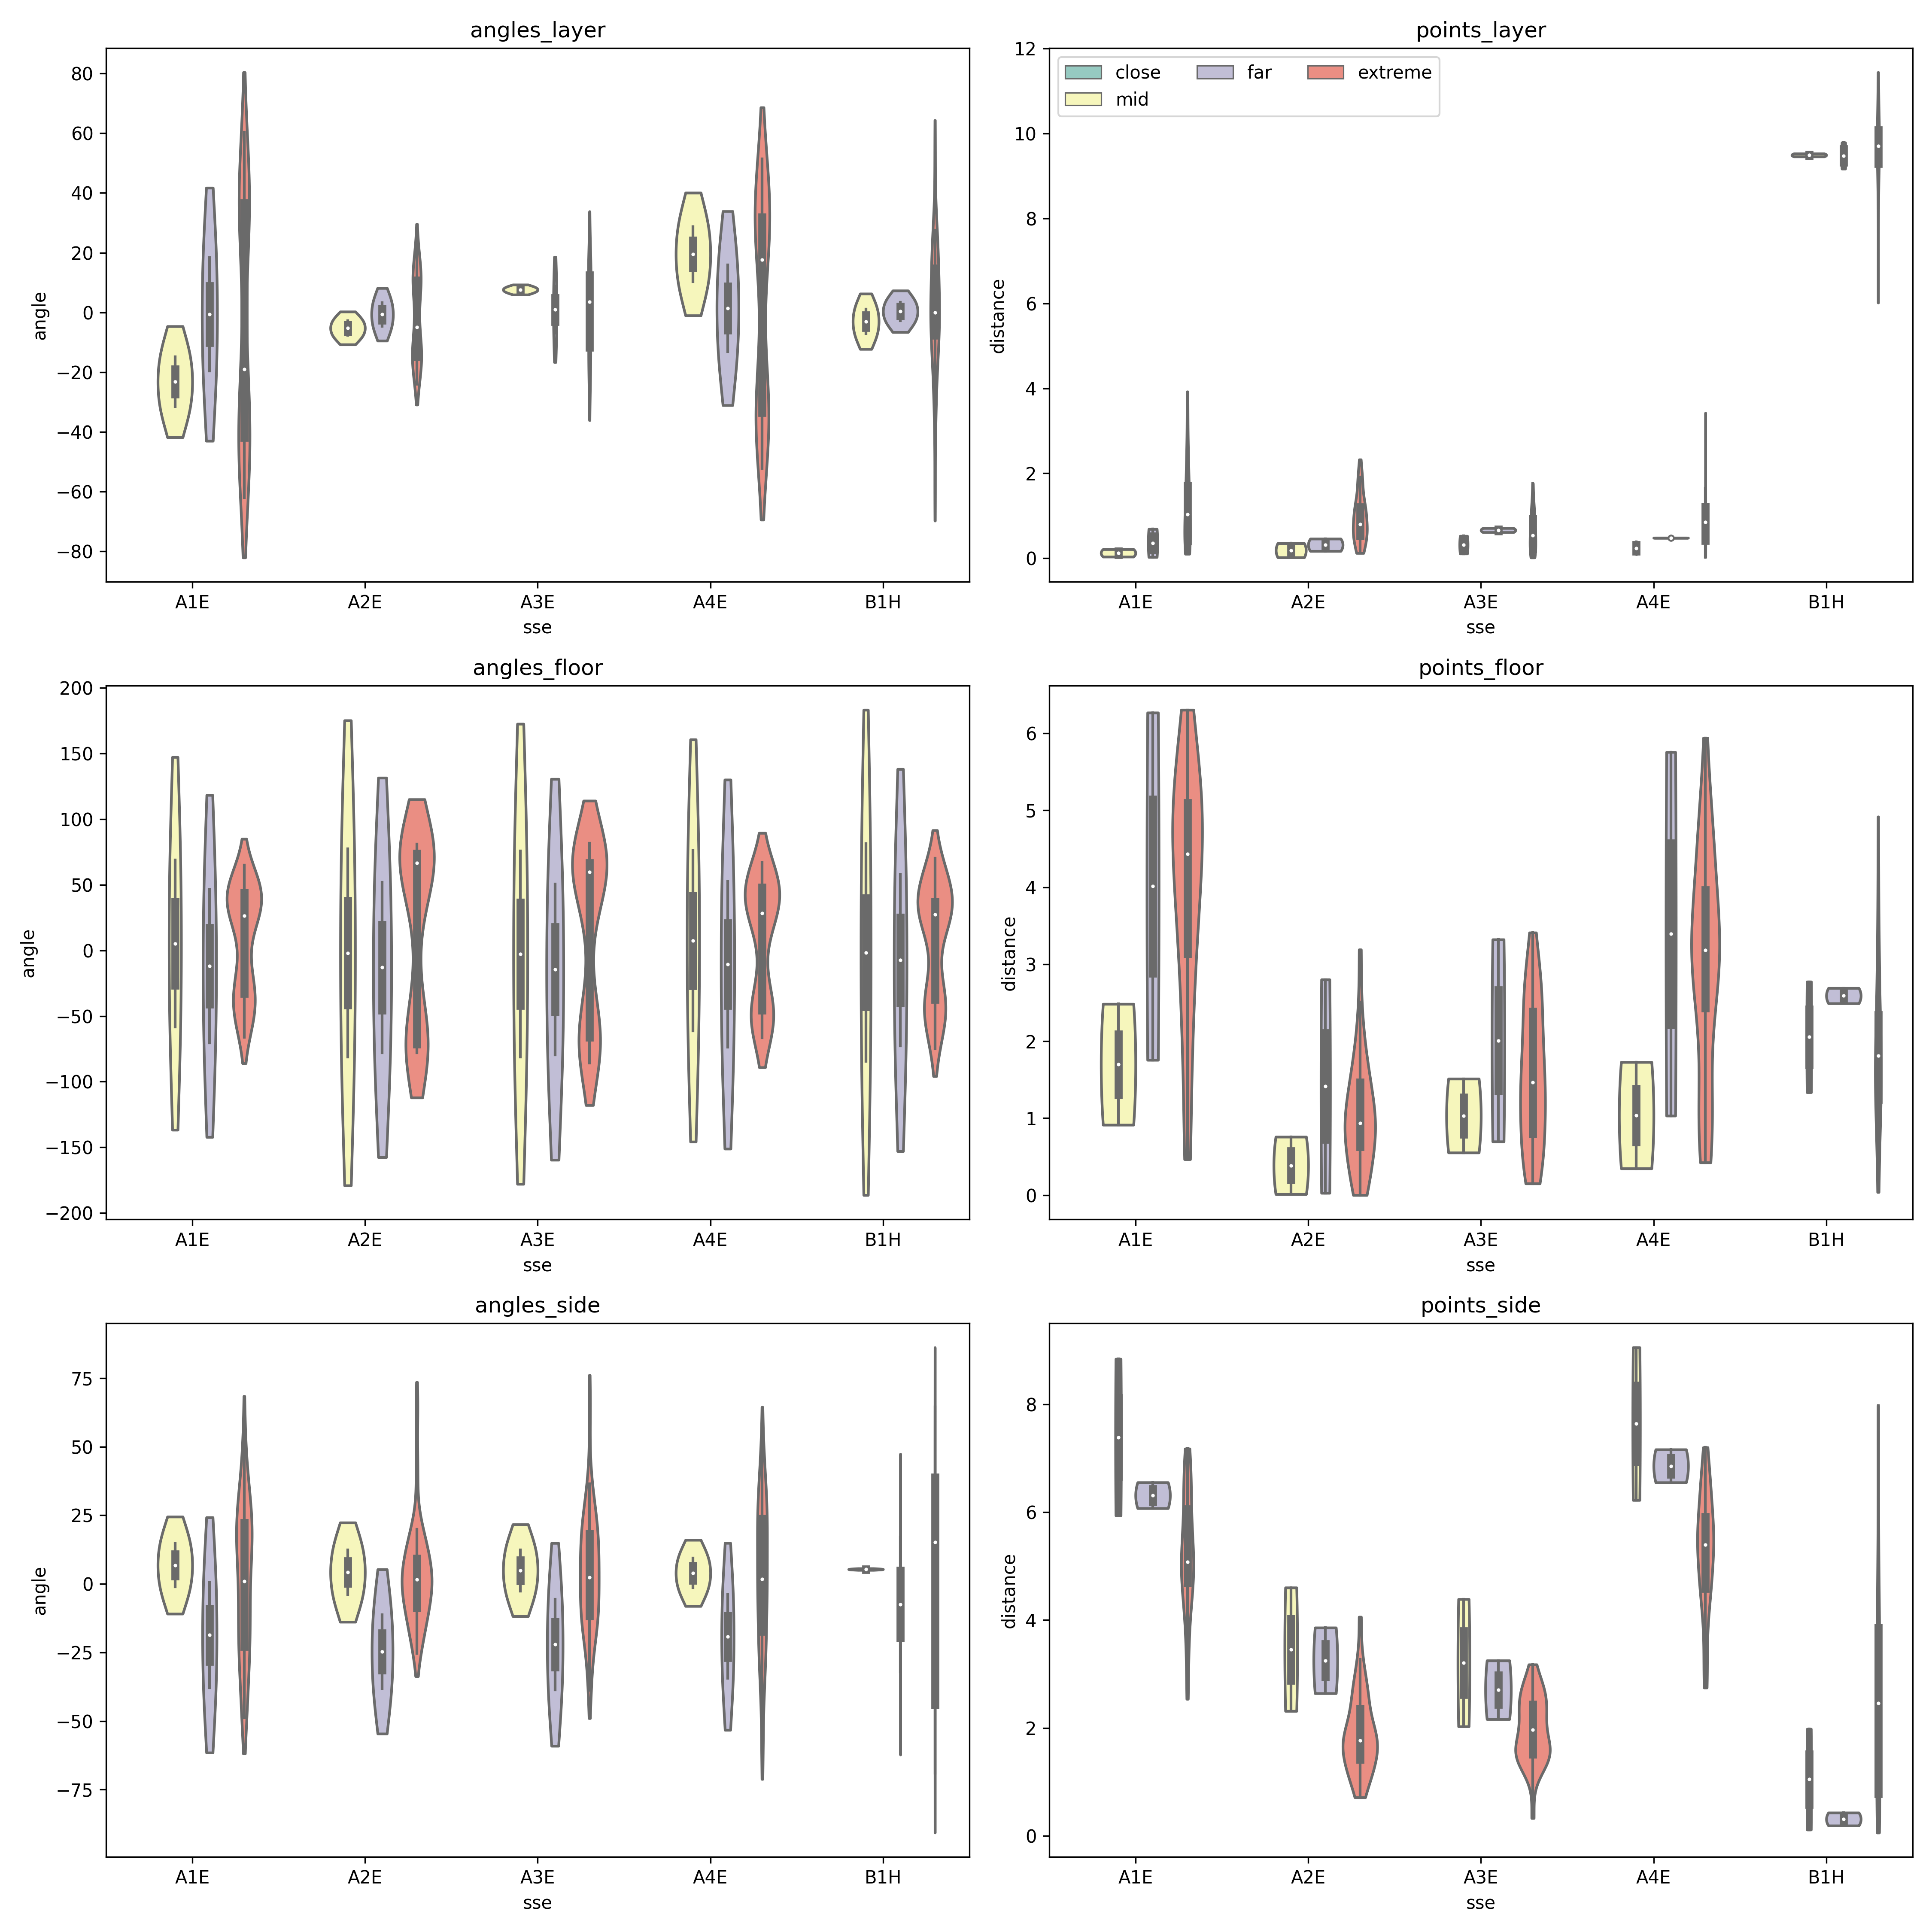 angles_layer
80
60
40
20
0
−20
−40
−60
−80
angle
A1E A2E A3E A4E B1H
sse
points_layer
close far extreme
mid
12
10
8
6
4
2
0
distance
A1E A2E A3E A4E B1H
sse
angles_floor
200
150
100
50
0
−50
−100
−150
−200
angle
A1E A2E A3E A4E B1H
sse
points_floor
6
5
4
3
2
1
0
distance
A1E A2E A3E A4E B1H
sse
angles_side
75
50
25
0
−25
−50
−75
angle
A1E A2E A3E A4E B1H
sse
points_side
8
6
4
2
0
distance
A1E A2E A3E A4E B1H
sse